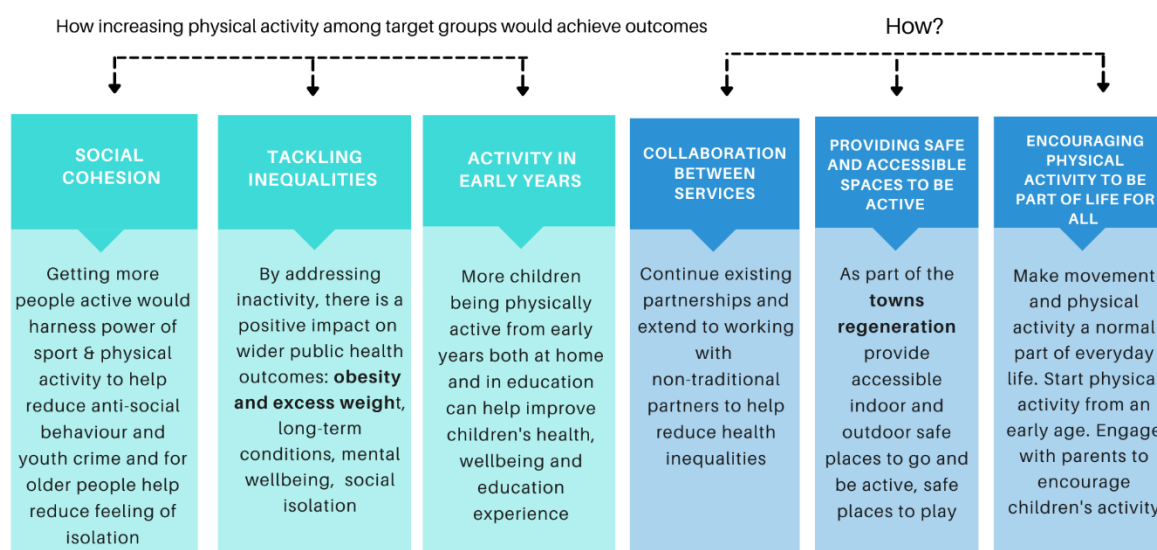 How increasing physical activity among target groups would achieve outcomes
How?
SOCIAL
COHESION
Getting more
people active would
harness power of
sport & physical
activity to help
reduce anti-social
behaviour and
youth crime and for
older people help
reduce feeling of
isolation
TACKLING
INEQUALITIES
By addressing
inactivity, there is a
positive impact on
wider public health
outcomes: obesity
and excess weight,
long-term
conditions, mental
wellbeing, social
isolation
ACTIVITY IN
EARLY YEARS
More children
being physically
active from early
years both at home
and in education
can help improve
children's health,
wellbeing and
education
experience
COLLABORATION
BETWEEN
SERVICES
Continue existing
partnerships and
extend to working
with
non-traditional
partners to help
reduce health
inequalities
PROVIDING SAFE
AND ACCESSIBLE
SPACES TO BE
ACTIVE
As part of the
towns
regeneration
provide
accessible
indoor and
outdoor safe
places to go and
be active, safe
places to play
ENCOURAGING
PHYSICAL
ACTIVITY TO BE
PART OF LIFE FOR
ALL
Make movement
and physical
activity a normal
part of everyday
life. Start physical
activity from an
early age. Engage
with parents to
encourage
children's activity